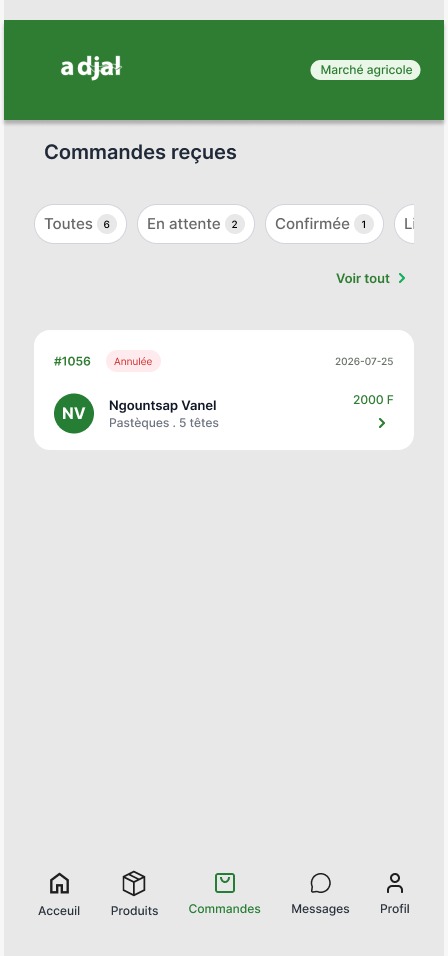 adjal
Marché agricole
Commandes reçues
Toutes 6
En attente 2
Confirmée 1
Li
Voir tout
#1056
Annulée
2026-07-25
NV
Ngountsap Vanel
2000 F
Pastèques . 5 têtes
Acceuil
Produits
Commandes
Messages
Profil